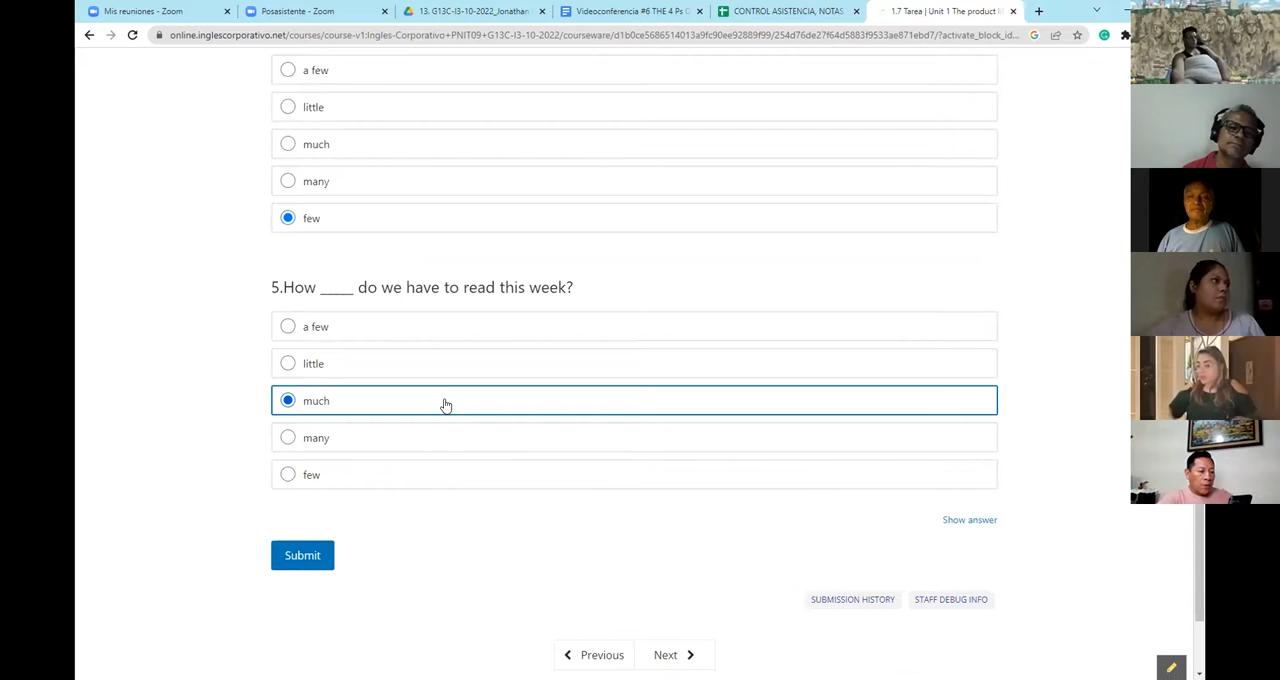 Mis reuniones - Zoom
Posasistente - Zoom
13. G13C-I3-10-2022_Jonathan
Videoconferencia #6 THE 4 Ps O
CONTROL ASISTENCIA, NOTAS
1.7 Tarea | Unit 1 The product M
online.inglescorporativo.net/courses/course-v1:Ingles-Corporativo+PNIT09+G13C-I3-10-2022/courseware/d1b0ce5686514013a9fc90ee92889f99/254d76de27f64d5883f9533ae871ebd7/?activate_block_id...
a few
little
much
many
few
5.How _____ do we have to read this week?
a few
little
much
many
few
Show answer
Submit
SUBMISSION HISTORY
STAFF DEBUG INFO
Previous
Next